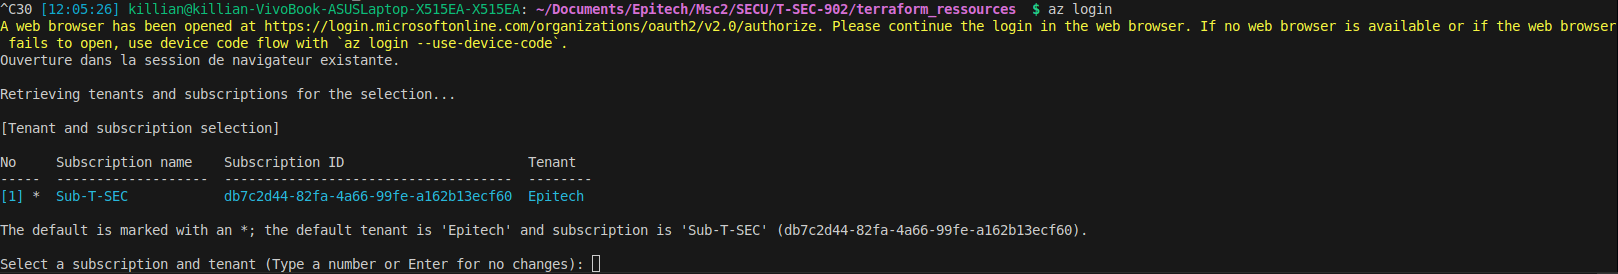 ^C30 [12:05:26] killian@killian-VivoBook-ASUSLaptop-X515EA-X515EA: ~/Documents/Epitech/Msc2/SECU/T-SEC-902/terraform_ressources  $ az login
A web browser has been opened at https://login.microsoftonline.com/organizations/oauth2/v2.0/authorize. Please continue the login in the web browser. If no web browser is available or if the web browser
 fails to open, use device code flow with `az login --use-device-code`.
Ouverture dans la session de navigateur existante.
Retrieving tenants and subscriptions for the selection...
[Tenant and subscription selection]
No     Subscription name    Subscription ID                       Tenant
-----  -------------------  ------------------------------------  --------
[1] *  Sub-T-SEC            db7c2d44-82fa-4a66-99fe-a162b13ecf60  Epitech
The default is marked with an *; the default tenant is 'Epitech' and subscription is 'Sub-T-SEC' (db7c2d44-82fa-4a66-99fe-a162b13ecf60).
Select a subscription and tenant (Type a number or Enter for no changes):